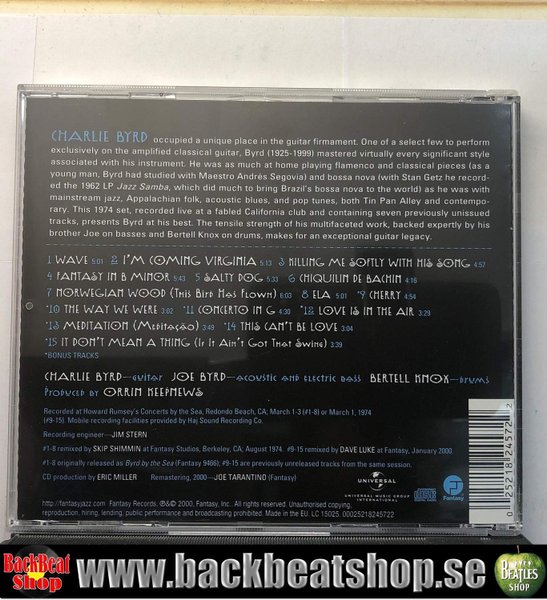 CHARLIE BYRD occupied a unique place in the guitar firmament. One of a select few to perform
exclusively on the amplified classical guitar, Byrd (1925-1999) mastered virtually every significant style
associated with his instrument. He was as much at home playing flamenco and classical pieces (as a
young man, Byrd had studied with Maestro Andrés Segovia) and bossa nova (with Stan Getz he record-
ed the 1962 LP Jazz Samba, which did much to bring Brazil's bossa nova to the world) as he was with
mainstream jazz, Appalachian folk, acoustic blues, and pop tunes, both Tin Pan Alley and contempo-
rary. This 1974 set, recorded live at a fabled California club and containing seven previously unissued
tracks, presents Byrd at his best. The tensile strength of his multifaceted work, backed expertly by his
brother Joe on basses and Bertell Knox on drums, makes for an exceptional guitar legacy.
1 WAVE 5:01 2 I'M COMING VIRGINIA 5:13 3 KILLING ME SOFTLY WITH HIS SONG 4:57
4 FANTASY IN B MINOR 5:43 5 SALTY DOG 5:33 6 CHIQUILIN DE BACHIN 4:16
7 NORWEGIAN WOOD (THIS BIRD HAS FLOWN) 6:03 8 ELA 5:01 *9 CHERRY 4:54
*10 THE WAY WE WERE 3:02 *11 CONCERTO IN G 4:30 *12 LOVE IS IN THE AIR 3:29
*13 MEDITATION (MEDITAÇÃO) 3:49 *14 THIS CAN'T BE LOVE 3:04
*15 IT DON'T MEAN A THING (IF IT AIN'T GOT THAT SWING) 3:39
*BONUS TRACKS
CHARLIE BYRD—GUITAR JOE BYRD—ACOUSTIC AND ELECTRIC BASS BERTELL KNOX—DRUMS
PRODUCED BY ORRIN KEEPNEWS
Recorded at Howard Rumsey's Concerts by the Sea, Redondo Beach, CA; March 1-3 (#1-8) or March 1, 1974
(#9-15). Mobile recording facilities provided by Haj Sound Recording Co.
Recording engineer—JIM STERN
#1-8 remixed by SKIP SHIMMIN at Fantasy Studios, Berkeley, CA; August 1974. #9-15 remixed by DAVE LUKE at Fantasy, January 2000.
#1-8 originally released as Byrd by the Sea (Fantasy 9466); #9-15 are previously unreleased tracks from the same session.
CD production by ERIC MILLER Remastering, 2000—JOE TARANTINO (Fantasy)
http://fantasyjazz.com Fantasy Records, ℗&© 2000, Fantasy, Inc. All rights reserved. Unauthorised copying,
reproduction, hiring, lending, public performance and broadcasting prohibited. Made in the EU. LC 15025. 00025218245722
UNIVERSAL
UNIVERSAL MUSIC GROUP
INTERNATIONAL
Fantasy
0 25218 24572 2
BackBeat
Shop
www.backbeatshop.se
BEATLES
SHOP